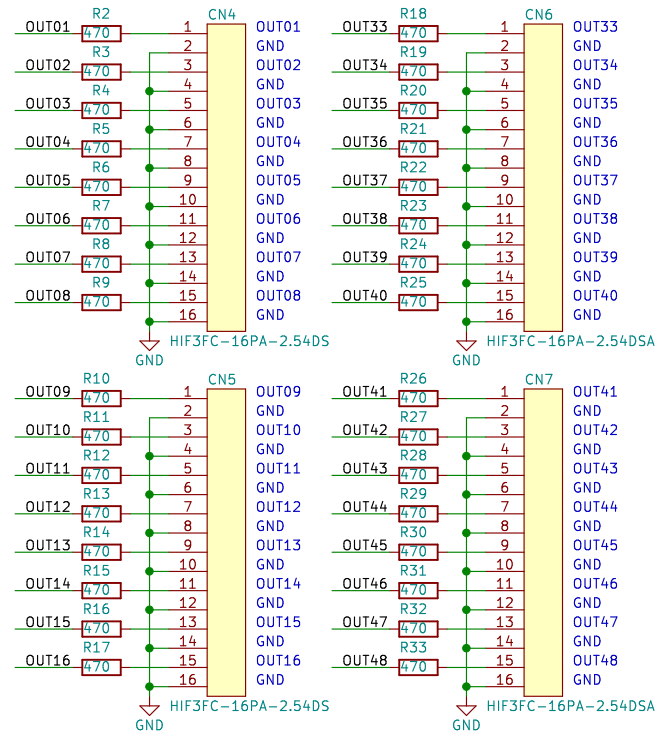 CN4
R2
OUT01 470 1 OUT01
2 GND
R3
OUT02 470 3 OUT02
4 GND
R4
OUT03 470 5 OUT03
6 GND
R5
OUT04 470 7 OUT04
8 GND
R6
OUT05 470 9 OUT05
10 GND
R7
OUT06 470 11 OUT06
12 GND
R8
OUT07 470 13 OUT07
14 GND
R9
OUT08 470 15 OUT08
16 GND
HIF3FC-16PA-2.54DS
GND
CN6
R18
OUT33 470 1 OUT33
2 GND
R19
OUT34 470 3 OUT34
4 GND
R20
OUT35 470 5 OUT35
6 GND
R21
OUT36 470 7 OUT36
8 GND
R22
OUT37 470 9 OUT37
10 GND
R23
OUT38 470 11 OUT38
12 GND
R24
OUT39 470 13 OUT39
14 GND
R25
OUT40 470 15 OUT40
16 GND
HIF3FC-16PA-2.54DSA
GND
CN5
R10
OUT09 470 1 OUT09
2 GND
R11
OUT10 470 3 OUT10
4 GND
R12
OUT11 470 5 OUT11
6 GND
R13
OUT12 470 7 OUT12
8 GND
R14
OUT13 470 9 OUT13
10 GND
R15
OUT14 470 11 OUT14
12 GND
R16
OUT15 470 13 OUT15
14 GND
R17
OUT16 470 15 OUT16
16 GND
HIF3FC-16PA-2.54DS
GND
CN7
R26
OUT41 470 1 OUT41
2 GND
R27
OUT42 470 3 OUT42
4 GND
R28
OUT43 470 5 OUT43
6 GND
R29
OUT44 470 7 OUT44
8 GND
R30
OUT45 470 9 OUT45
10 GND
R31
OUT46 470 11 OUT46
12 GND
R32
OUT47 470 13 OUT47
14 GND
R33
OUT48 470 15 OUT48
16 GND
HIF3FC-16PA-2.54DSA
GND